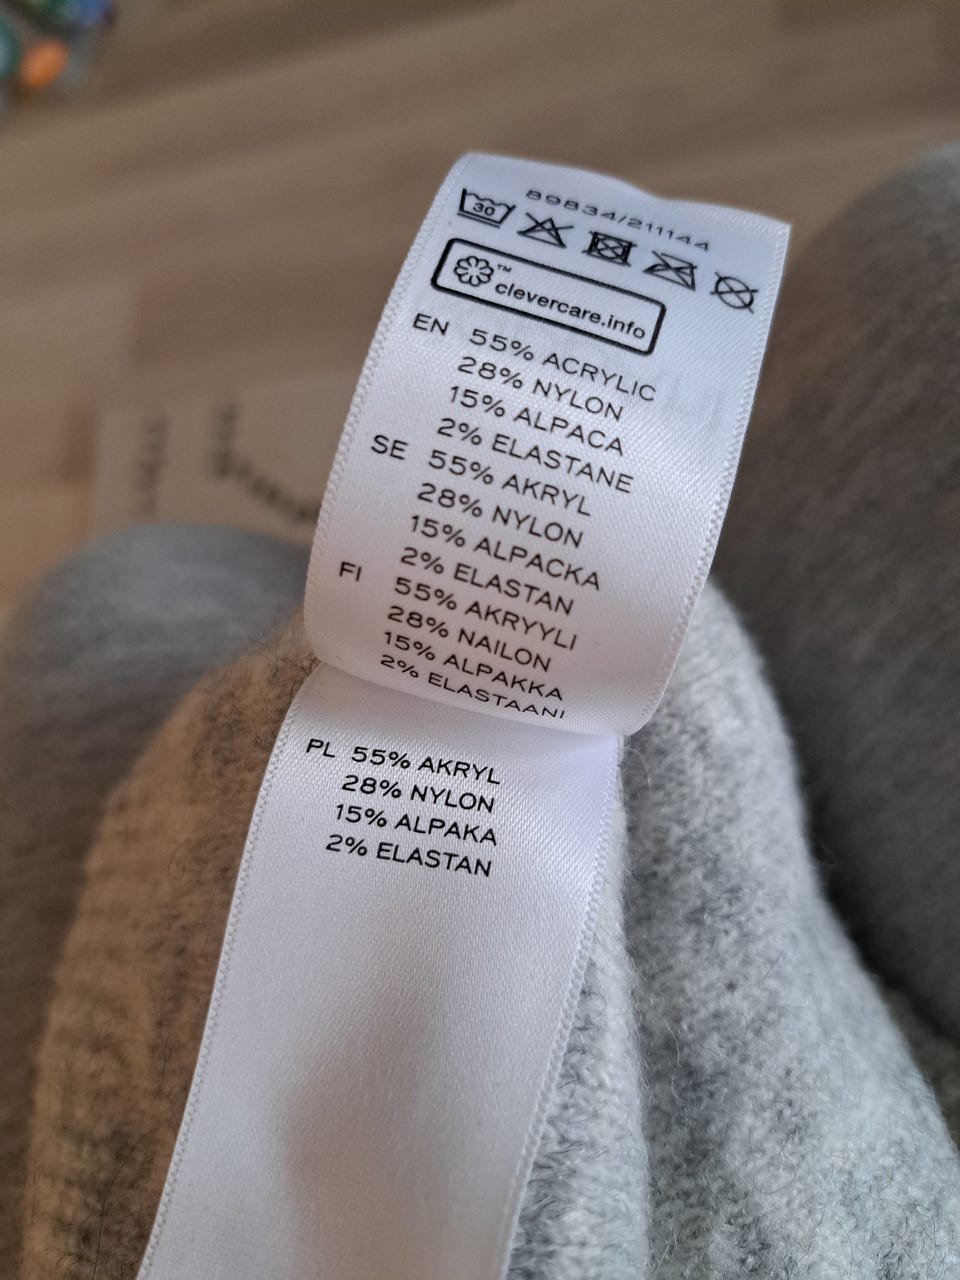 89834/211144
30
™
clevercare.info
EN 55% ACRYLIC
28% NYLON
15% ALPACA
2% ELASTANE
SE 55% AKRYL
28% NYLON
15% ALPACKA
2% ELASTAN
FI 55% AKRYYLI
28% NAILON
15% ALPAKKA
2% ELASTAANI
PL 55% AKRYL
28% NYLON
15% ALPAKA
2% ELASTAN